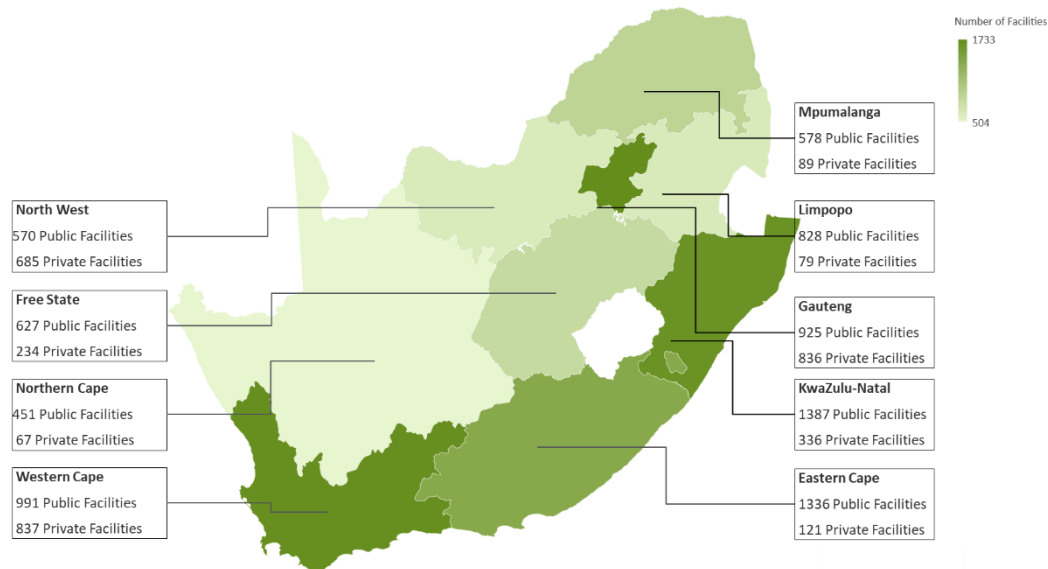 Number of Facilities
1733
504
Mpumalanga
578 Public Facilities
89 Private Facilities
North West
570 Public Facilities
685 Private Facilities
Limpopo
828 Public Facilities
79 Private Facilities
Free State
627 Public Facilities
234 Private Facilities
Gauteng
925 Public Facilities
836 Private Facilities
Northern Cape
451 Public Facilities
67 Private Facilities
KwaZulu-Natal
1387 Public Facilities
336 Private Facilities
Western Cape
991 Public Facilities
837 Private Facilities
Eastern Cape
1336 Public Facilities
121 Private Facilities